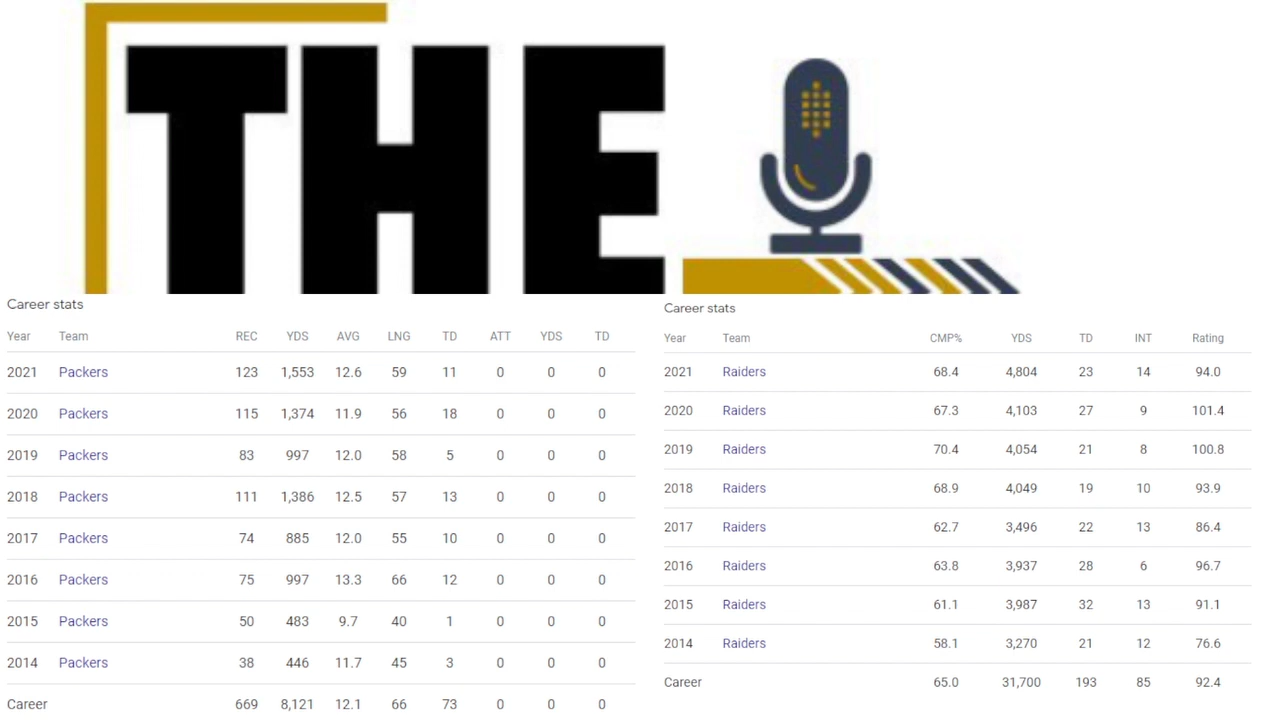 THE
Career stats
Year Team REC YDS AVG LNG TD ATT YDS TD
2021 Packers 123 1,553 12.6 59 11 0 0 0
2020 Packers 115 1,374 11.9 56 18 0 0 0
2019 Packers 83 997 12.0 58 5 0 0 0
2018 Packers 111 1,386 12.5 57 13 0 0 0
2017 Packers 74 885 12.0 55 10 0 0 0
2016 Packers 75 997 13.3 66 12 0 0 0
2015 Packers 50 483 9.7 40 1 0 0 0
2014 Packers 38 446 11.7 45 3 0 0 0
Career 669 8,121 12.1 66 73 0 0 0
Career stats
Year Team CMP% YDS TD INT Rating
2021 Raiders 68.4 4,804 23 14 94.0
2020 Raiders 67.3 4,103 27 9 101.4
2019 Raiders 70.4 4,054 21 8 100.8
2018 Raiders 68.9 4,049 19 10 93.9
2017 Raiders 62.7 3,496 22 13 86.4
2016 Raiders 63.8 3,937 28 6 96.7
2015 Raiders 61.1 3,987 32 13 91.1
2014 Raiders 58.1 3,270 21 12 76.6
Career 65.0 31,700 193 85 92.4